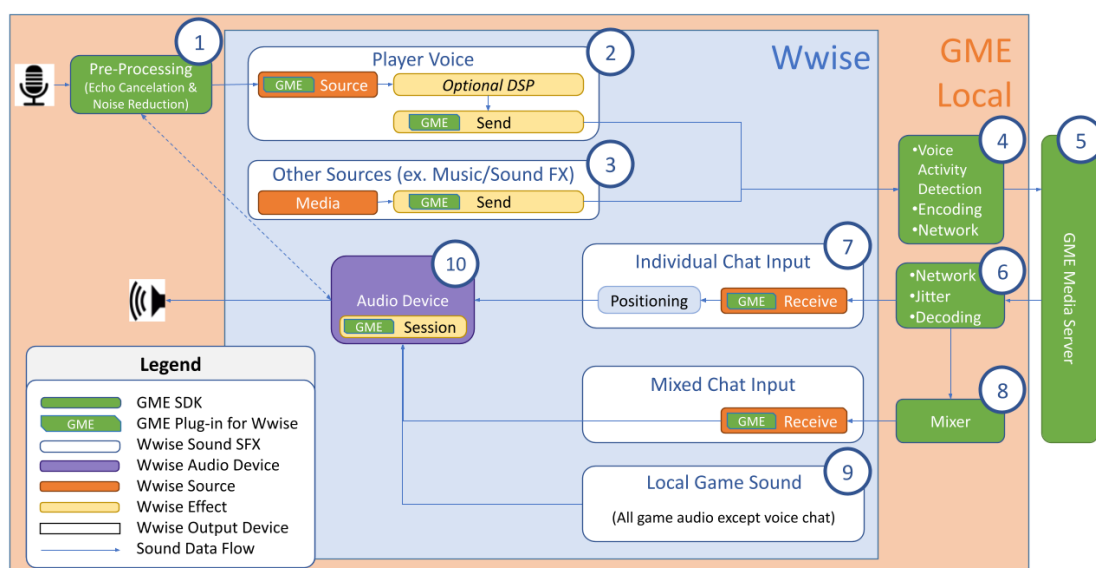 1
Pre-Processing
(Echo Cancelation &
Noise Reduction)
Wwise
GME
Local
2
Player Voice
GME
Source
Optional DSP
GME
Send
3
Other Sources (ex. Music/Sound FX)
Media
GME
Send
4
•Voice
Activity
Detection
•Encoding
•Network
5
GME Media Server
6
•Network
•Jitter
•Decoding
7
Individual Chat Input
Positioning
GME
Receive
10
Audio Device
GME
Session
Mixed Chat Input
GME
Receive
8
Mixer
9
Local Game Sound
(All game audio except voice chat)
Legend
GME SDK
GME
GME Plug-in for Wwise
Wwise Sound SFX
Wwise Audio Device
Wwise Source
Wwise Effect
Wwise Output Device
Sound Data Flow